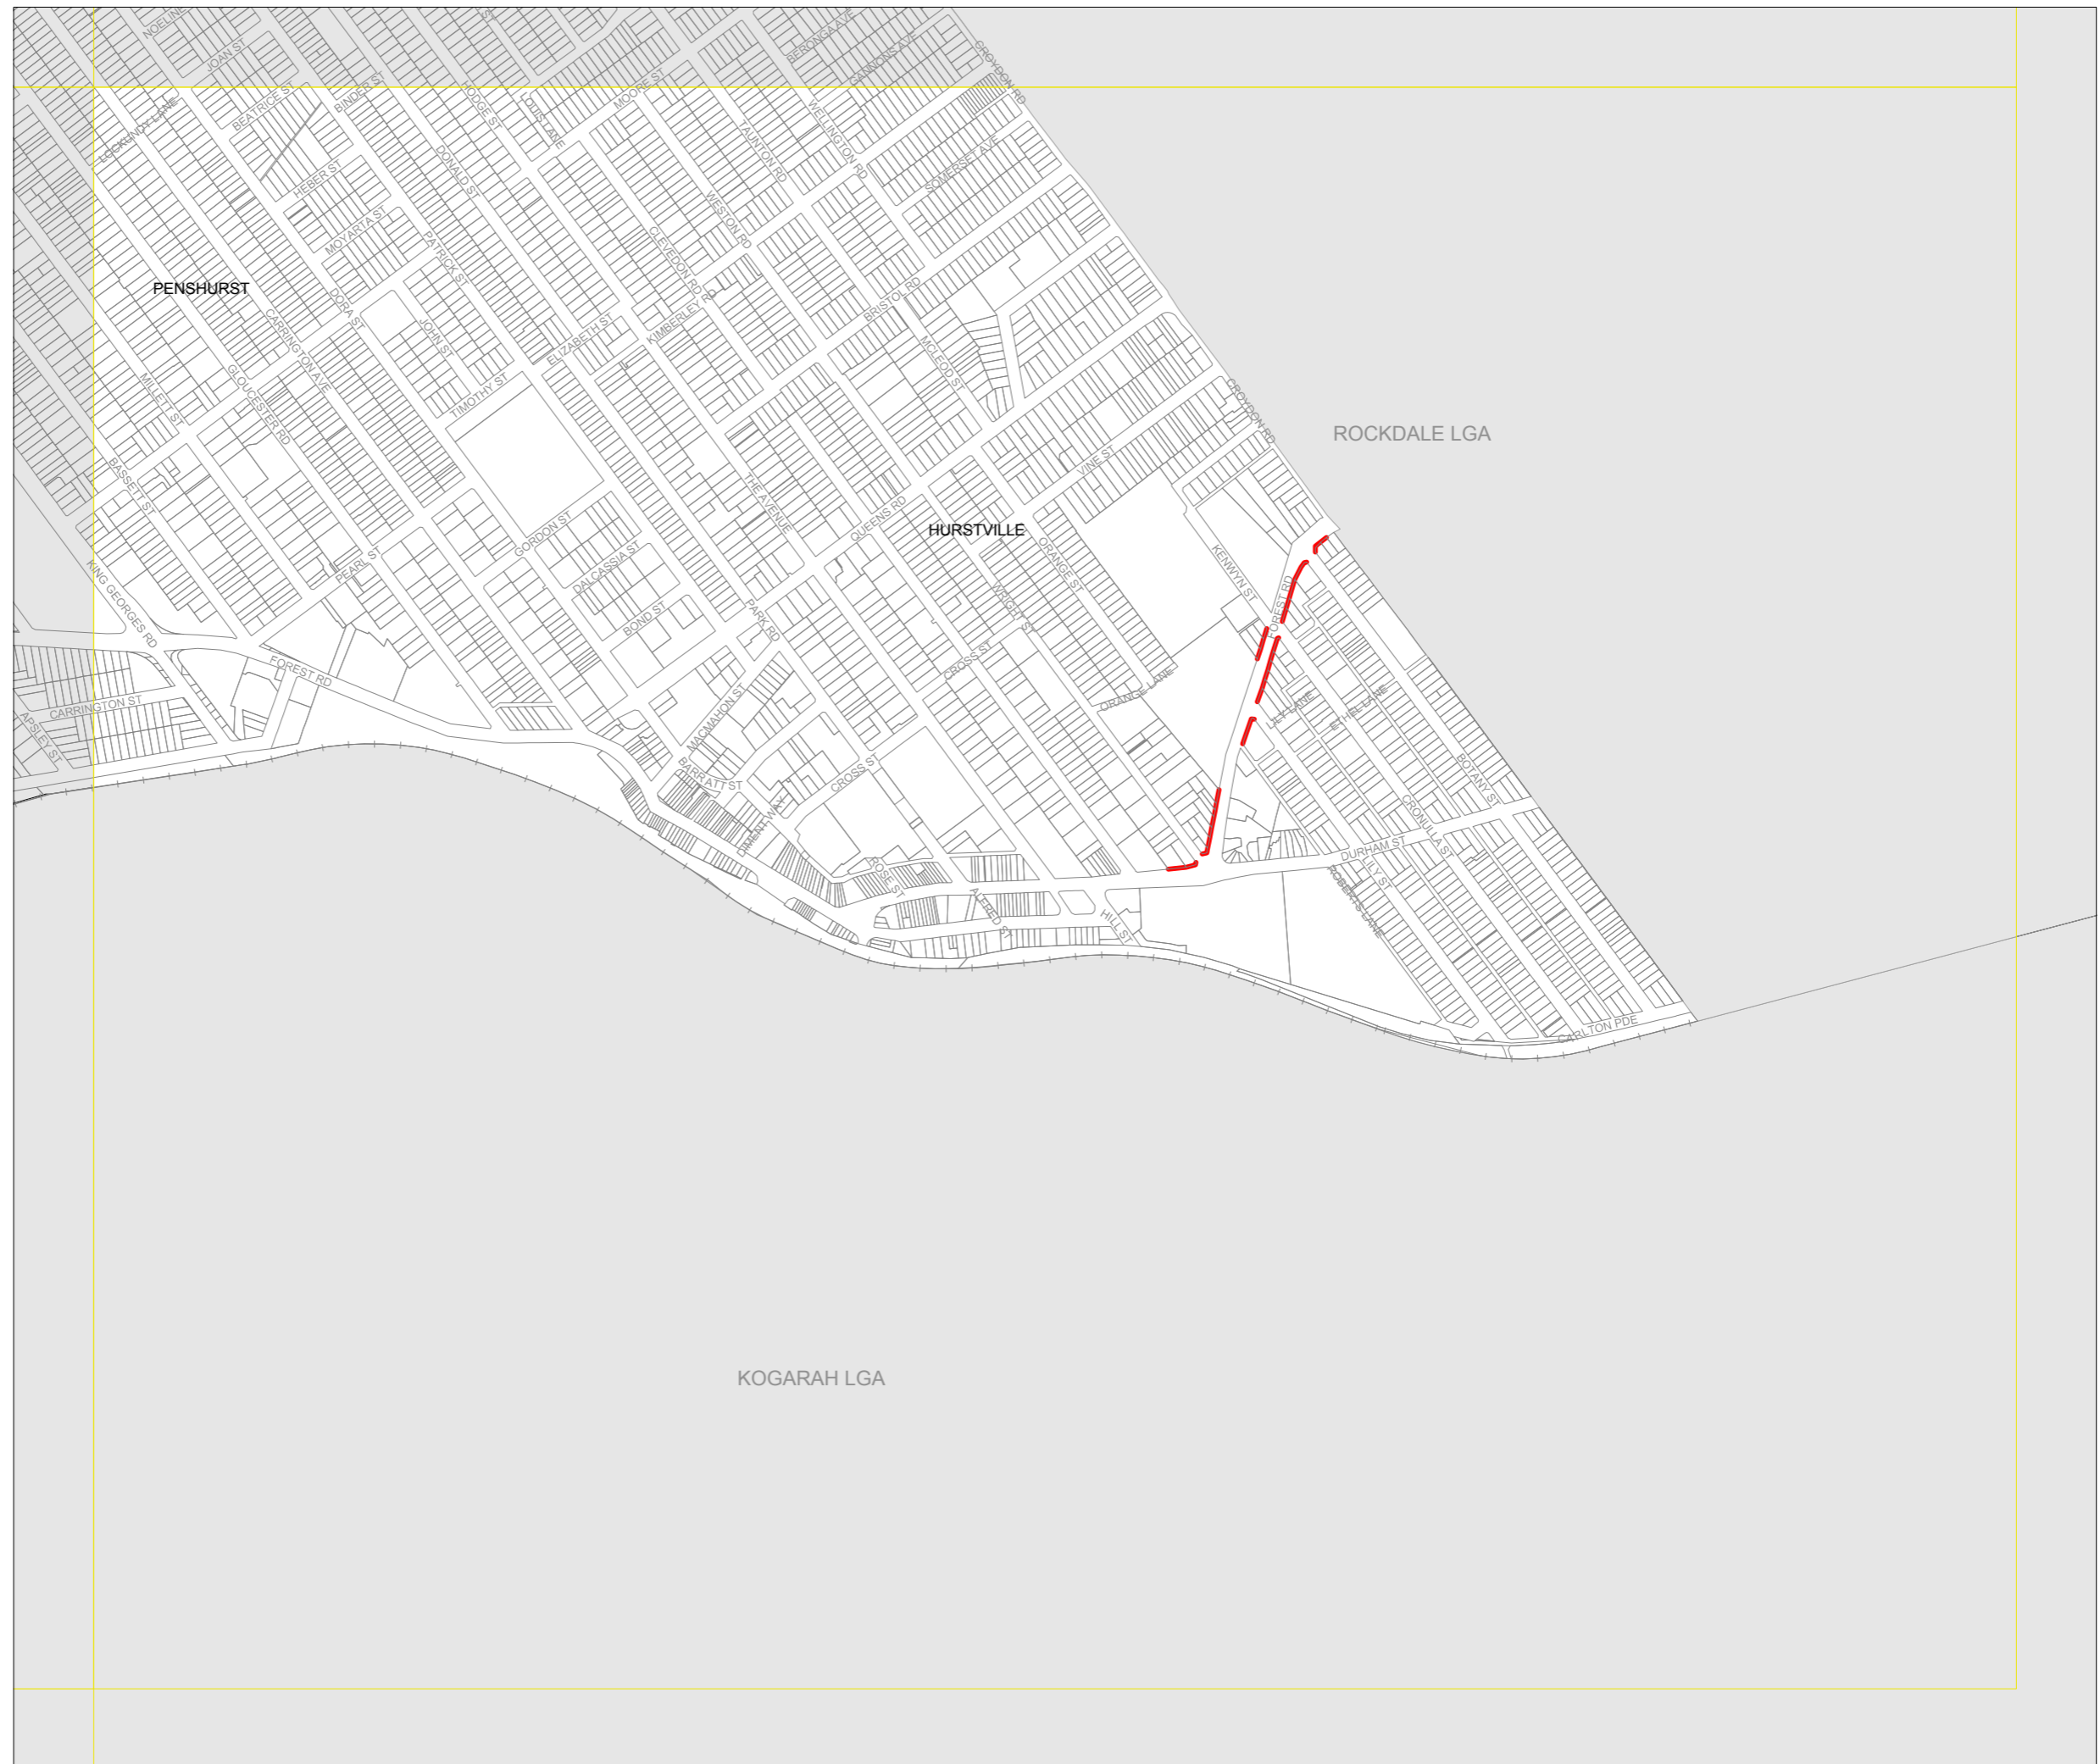 NOELINE
ST
BERONGA AVE
JOAN ST
GANNONS AVE
CROYDON RD
BEATRICE ST
BINDER ST
HODGE ST
LOUIS LANE
MOORE ST
LOCKUNDY LANE
WELLINGTON RD
TAUNTON RD
DONALD ST
HEBER ST
SOMERSET AVE
WESTON RD
MOYARTA ST
PATRICK ST
CLEVEDON RD
PENSHURST
DORA ST
BRISTOL RD
KIMBERLEY RD
CARRINGTON AVE
JOHN ST
ELIZABETH ST
MCLEOD ST
MILLETT ST
GLOUCESTER RD
TIMOTHY ST
CROYDON RD
ROCKDALE LGA
VINE ST
BASSETT ST
THE AVENUE
QUEENS RD
HURSTVILLE
GORDON ST
ORANGE ST
PEARL ST
DALCASSIA ST
KENWYN ST
KING GEORGES RD
BOND ST
PARK RD
WRIGHT ST
FOREST RD
FOREST RD
CROSS ST
CARRINGTON ST
APSLEY ST
MACMAHON ST
ORANGE LANE
LILY LANE
ETHEL LANE
BARRATT ST
CROSS ST
BOTANY ST
DIMENT WAY
CRONULLA ST
DURHAM ST
ROSE ST
LILY ST
ROBERTS LANE
ALFRED ST
HILL ST
CARLTON PDE
KOGARAH LGA